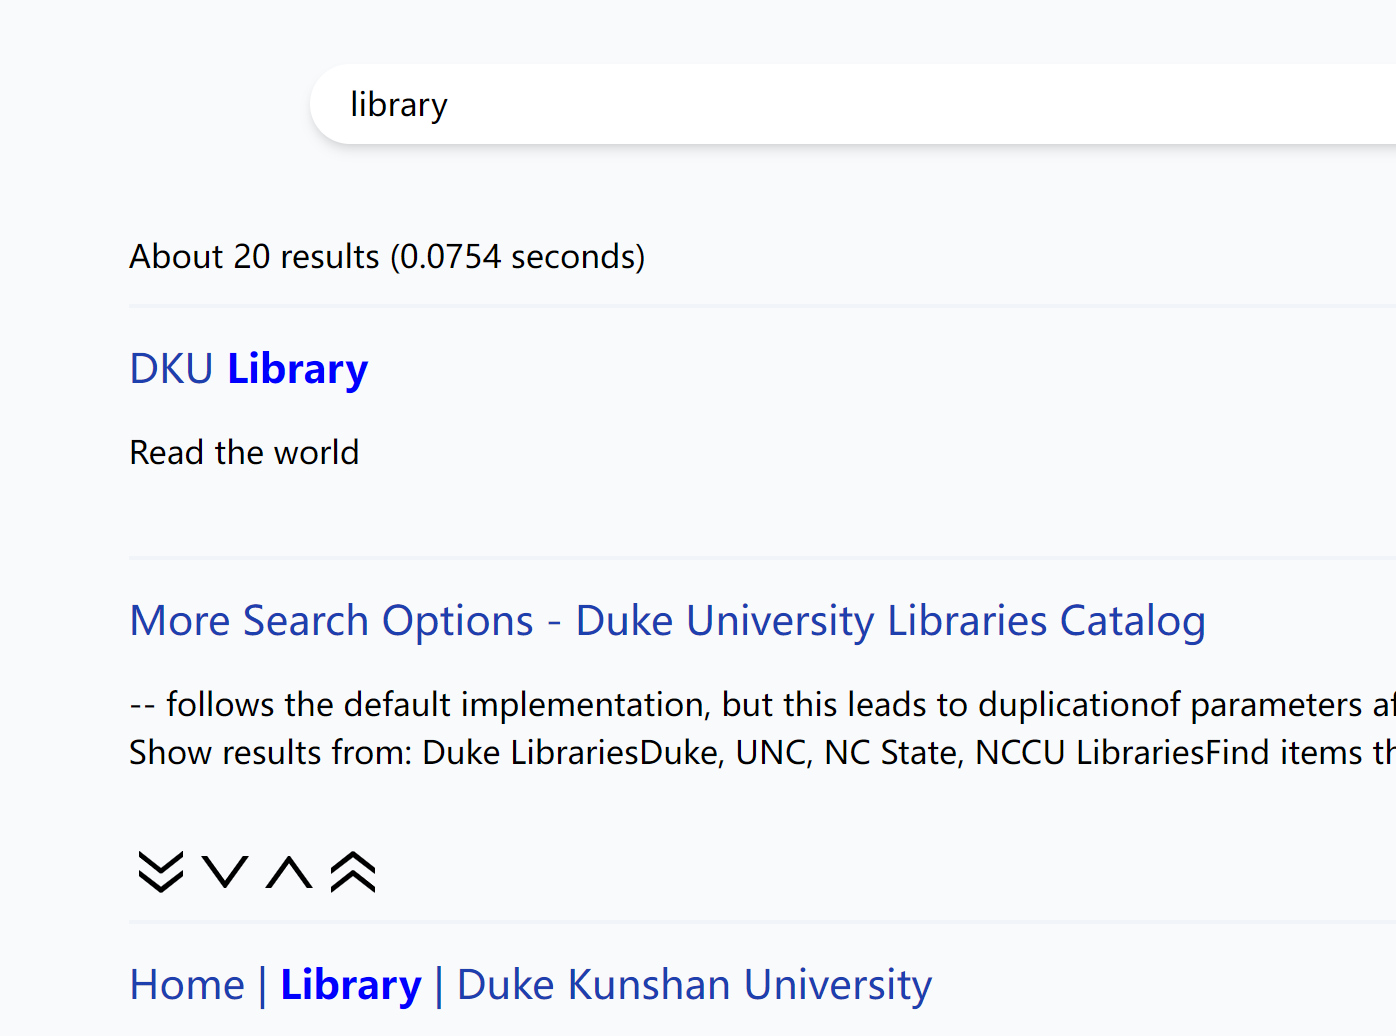 library
About 20 results (0.0754 seconds)
DKU Library
Read the world
More Search Options - Duke University Libraries Catalog
-- follows the default implementation, but this leads to duplicationof parameters
Show results from: Duke LibrariesDuke, UNC, NC State, NCCU LibrariesFind items
Home | Library | Duke Kunshan University